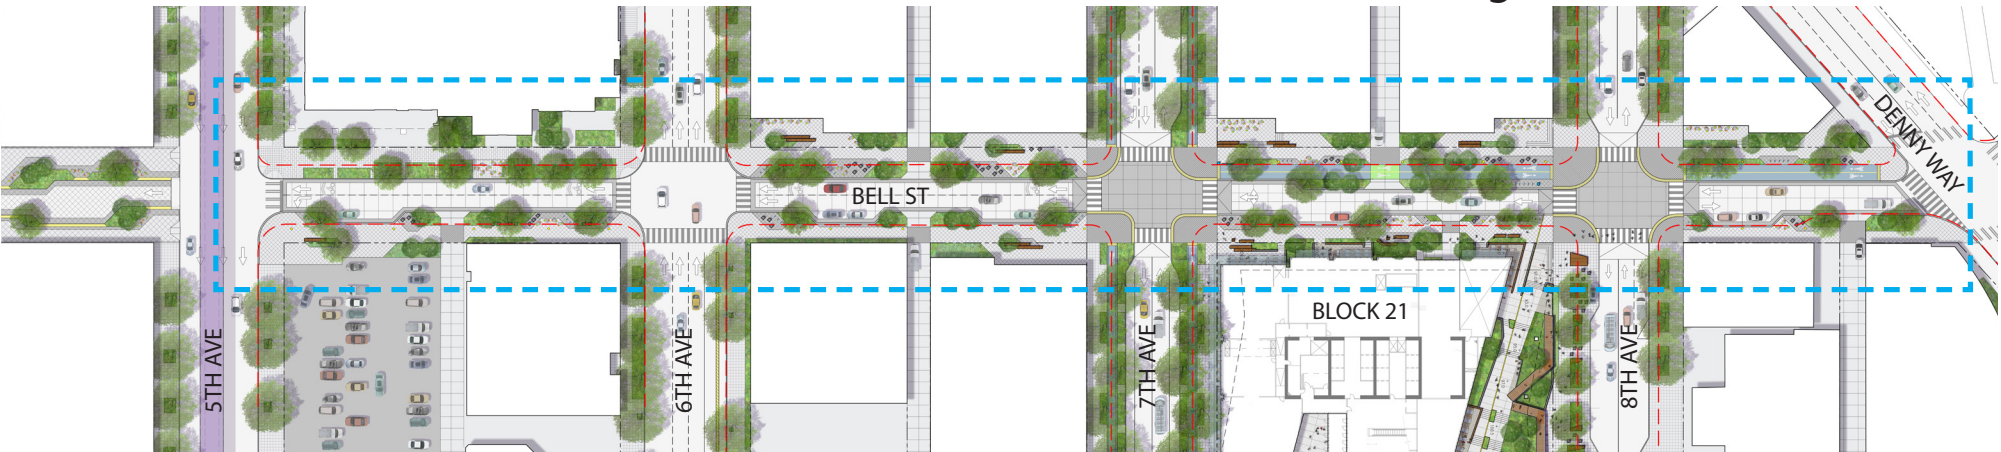 BELL ST
DENNY WAY
BLOCK 21
5TH AVE
6TH AVE
7TH AVE
8TH AVE